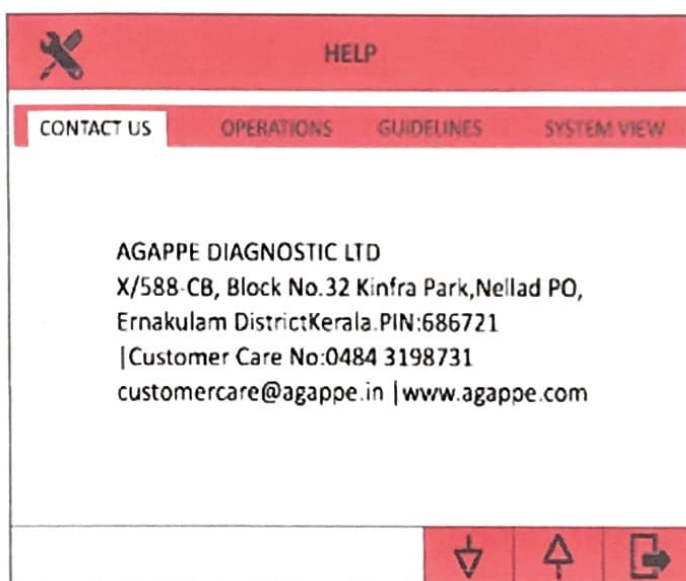 HELP
CONTACT US OPERATIONS GUIDELINES SYSTEM VIEW
AGAPPE DIAGNOSTIC LTD
X/588-CB, Block No.32 Kinfra Park,Nellad PO,
Ernakulam DistrictKerala.PIN:686721
|Customer Care No:0484 3198731
customercare@agappe.in |www.agappe.com